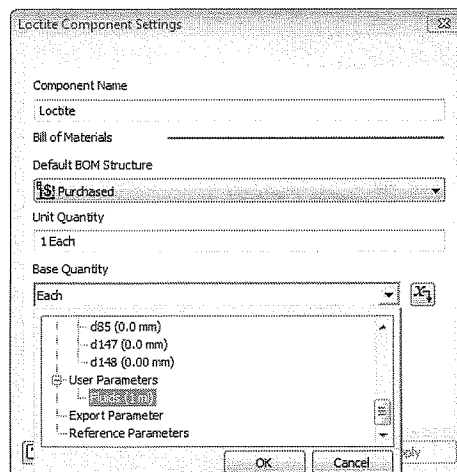 Loctite Component Settings
Component Name
Loctite
Bill of Materials
Default BOM Structure
Purchased
Unit Quantity
1 Each
Base Quantity
Each
d85 (0.0 mm)
d147 (0.0 mm)
d148 (0.00 mm)
User Parameters
Export Parameter
Reference Parameters
OK Cancel